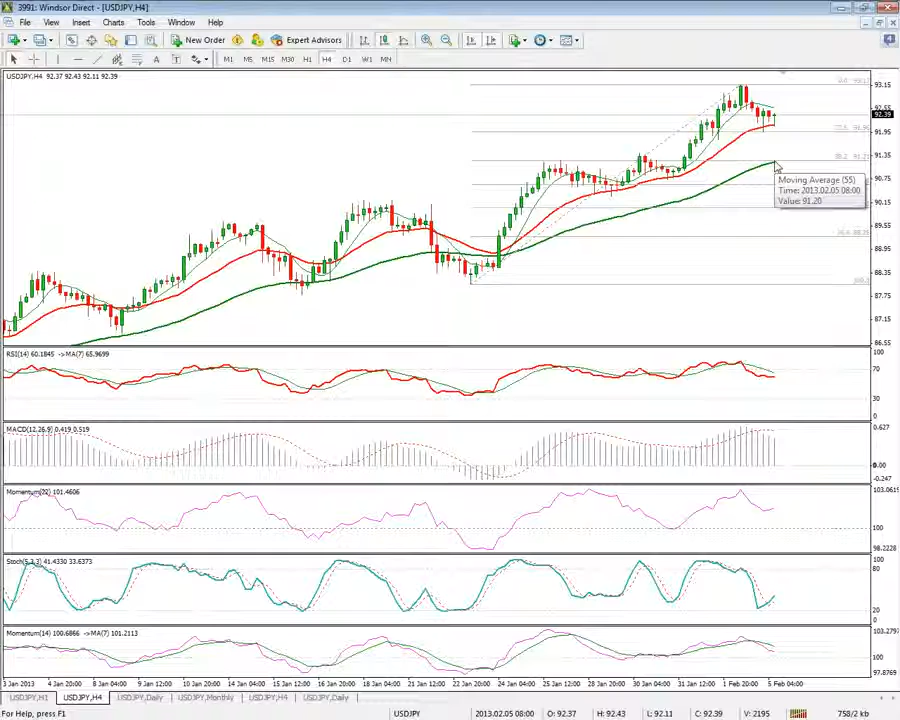 3991: Windsor Direct - [USDJPY,H4]
File View Insert Charts Tools Window Help
New Order Expert Advisors
M1 M5 M15 M30 H1 H4 D1 W1 MN
USDJPY,H4 92.37 92.43 92.11 92.39
93.15
92.55
92.39
91.95
91.35
90.75
90.15
89.55
88.95
88.35
87.75
87.15
86.55
Moving Average (55)
Time: 2013.02.05 08:00
Value: 91.20
RSI(14) 60.1845 ->MA(7) 65.9699
100
70
30
0
MACD(12,26,9) 0.419 0.519
0.627
0.00
-0.247
Momentum(22) 101.4606
103.0615
100
98.2228
Stoch(5,3,3) 41.4330 33.6373
100
80
20
0
Momentum(14) 100.6866 ->MA(7) 101.2113
103.2797
100
97.8769
3 Jan 2013 4 Jan 20:00 8 Jan 04:00 9 Jan 12:00 10 Jan 20:00 14 Jan 04:00 15 Jan 12:00 16 Jan 20:00 18 Jan 04:00 21 Jan 12:00 22 Jan 20:00 24 Jan 04:00 25 Jan 12:00 28 Jan 20:00 30 Jan 04:00 31 Jan 12:00 1 Feb 20:00 5 Feb 04:00
USDJPY,H1 USDJPY,H4 USDJPY,Daily USDJPY,Monthly USDJPY,H4 USDJPY,Daily
For Help, press F1 USDJPY 2013.02.05 08:00 O: 92.37 H: 92.43 L: 92.11 C: 92.39 V: 2195 758/2 kb